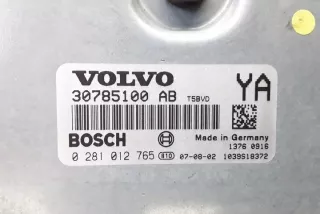 VOLVO
YA
30785100 AB T5BVD
BOSCH
Made in Germany
1376 0916
0 281 012 765 010 07-08-02 1039S18372